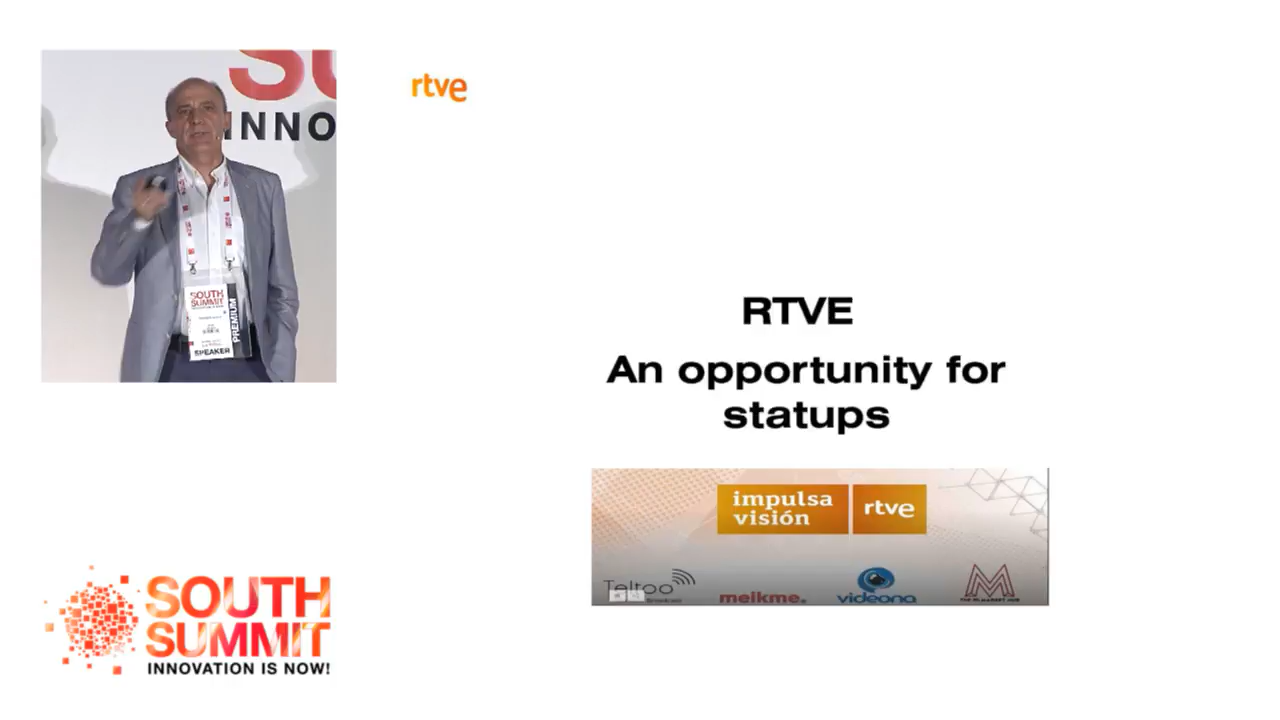 SU
INNO
SOUTH
SUMMIT
PREMIUM
SPEAKER
rtve
RTVE
An opportunity for
statups
impulsa
visión
rtve
Teltoo
meikme.
videona
M
SOUTH
SUMMIT
INNOVATION IS NOW!